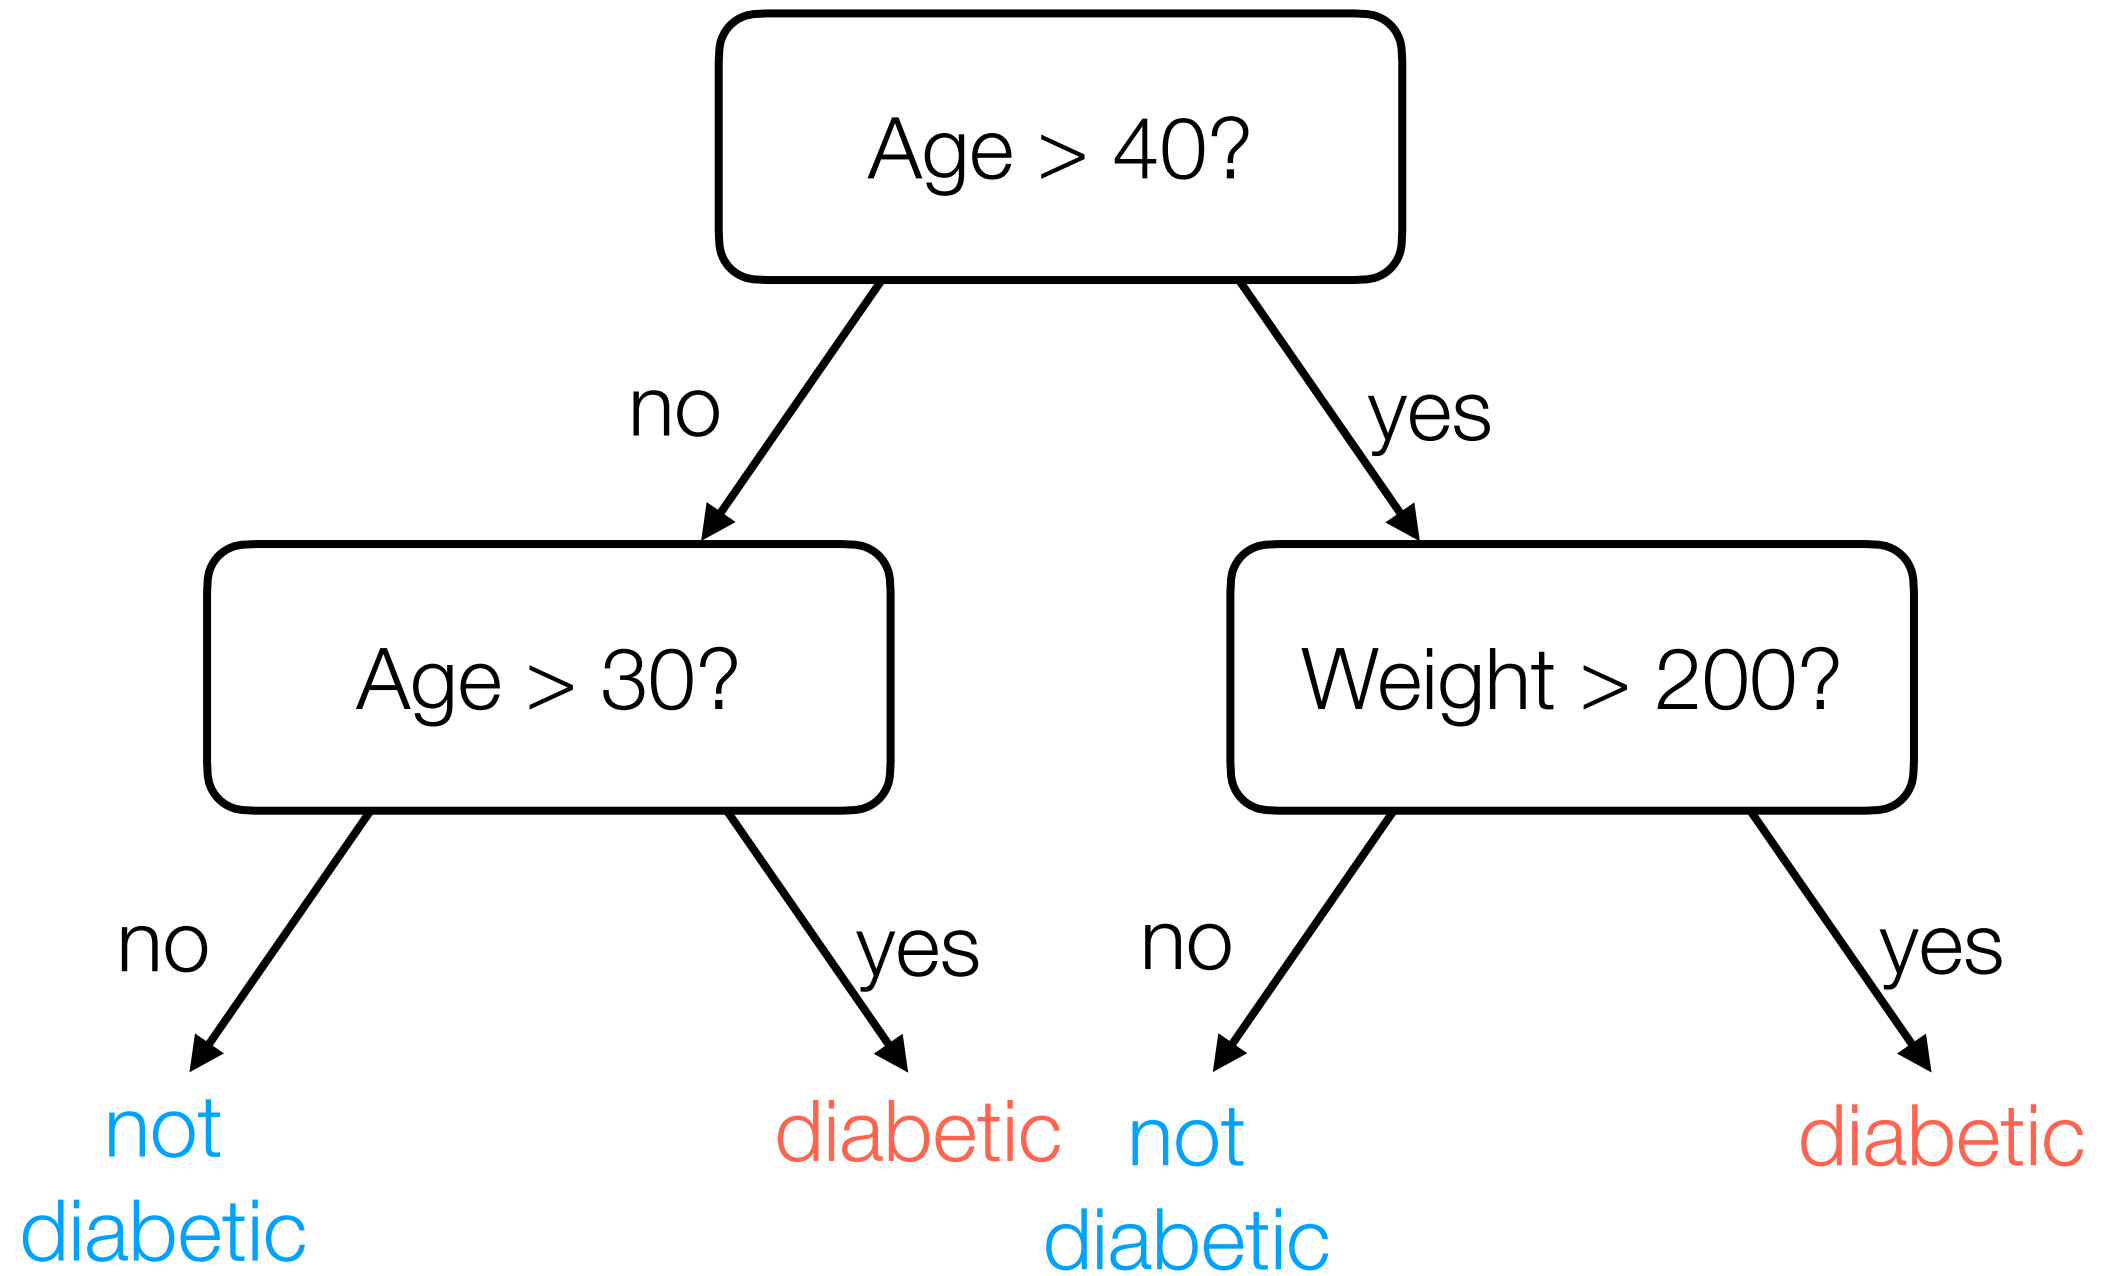 Age > 40?
no
yes
Age > 30?
Weight > 200?
no
yes
no
yes
not
diabetic
diabetic
not
diabetic
diabetic